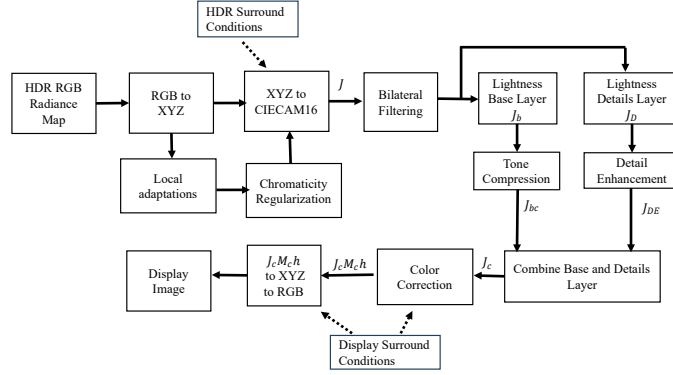 HDR Surround
Conditions
HDR RGB
Radiance
Map
RGB to
XYZ
XYZ to
CIECAM16
J
Bilateral
Filtering
Lightness
Base Layer
J_b
Lightness
Details Layer
J_D
Local
adaptations
Chromaticity
Regularization
Tone
Compression
Detail
Enhancement
J_bc
J_DE
Display
Image
J_cM_ch
to XYZ
to RGB
J_cM_ch
Color
Correction
J_c
Combine Base and Details
Layer
Display Surround
Conditions